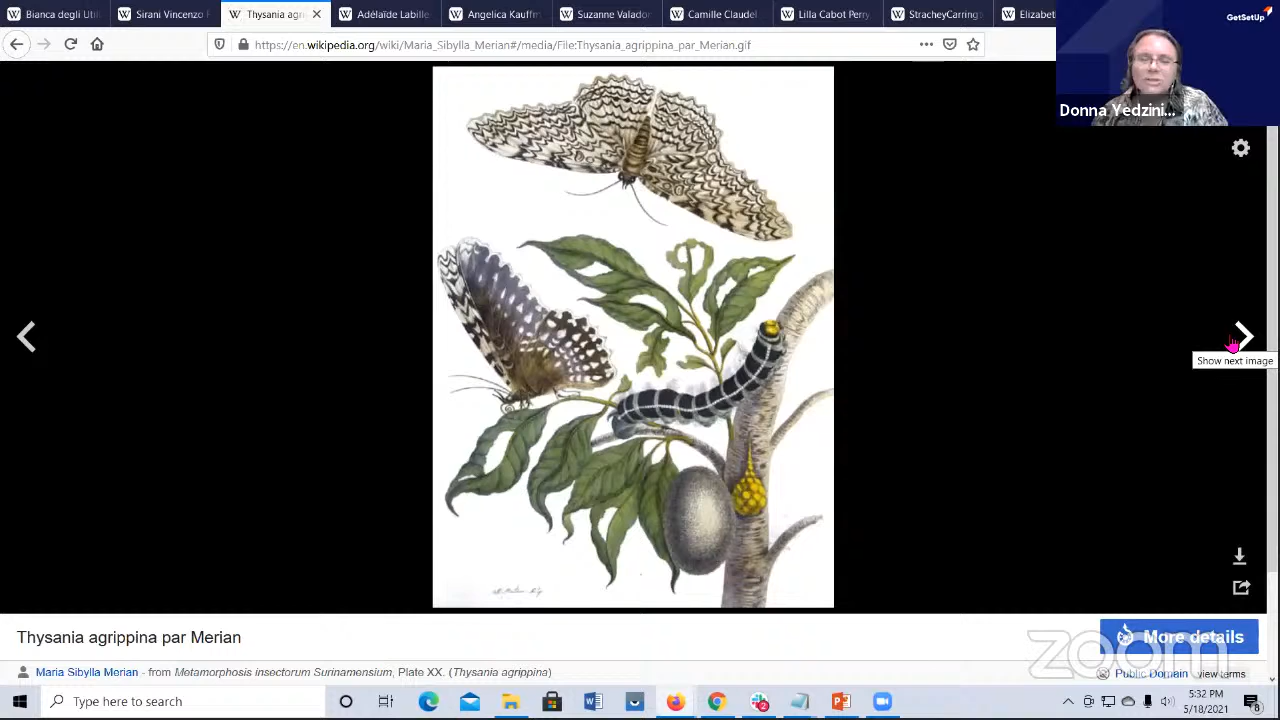 Bianca degli Utili
Sirani Vincenzo F
Thysania agri
Adélaïde Labille
Angelica Kauffm
Suzanne Valador
Camille Claudel
Lilla Cabot Perry
StracheyCarring
Elizabet
GetSetUp
https://en.wikipedia.org/wiki/Maria_Sibylla_Merian#/media/File:Thysania_agrippina_par_Merian.gif
Donna Yedzini...
Show next image
Thysania agrippina par Merian
More details
zoom
Maria Sibylla Merian - from Metamorphosis insectorum Surinamensium, Plate XX. (Thysania agrippina)
Public Domain
view terms
Type here to search
5:32 PM
5/18/2021